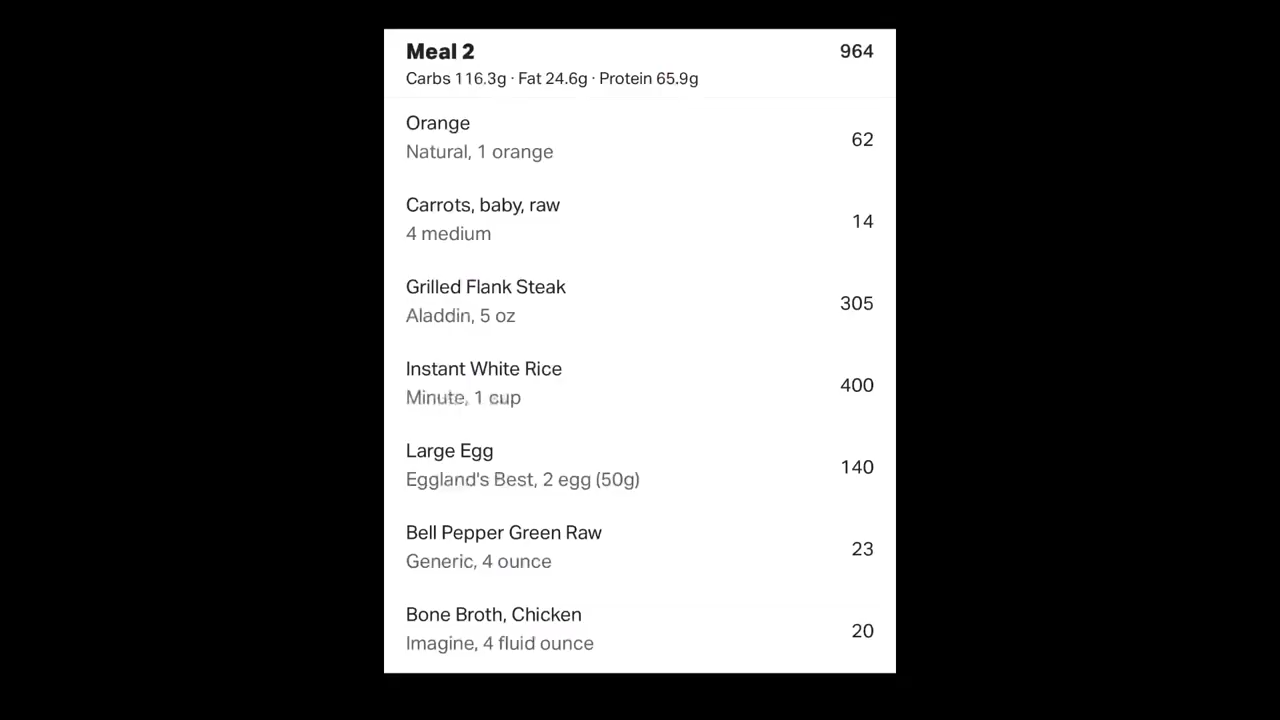 Meal 2 964
Carbs 116.3g · Fat 24.6g · Protein 65.9g
Orange
Natural, 1 orange 62
Carrots, baby, raw
4 medium 14
Grilled Flank Steak
Aladdin, 5 oz 305
Instant White Rice
Minute, 1 cup 400
Large Egg
Eggland's Best, 2 egg (50g) 140
Bell Pepper Green Raw
Generic, 4 ounce 23
Bone Broth, Chicken
Imagine, 4 fluid ounce 20